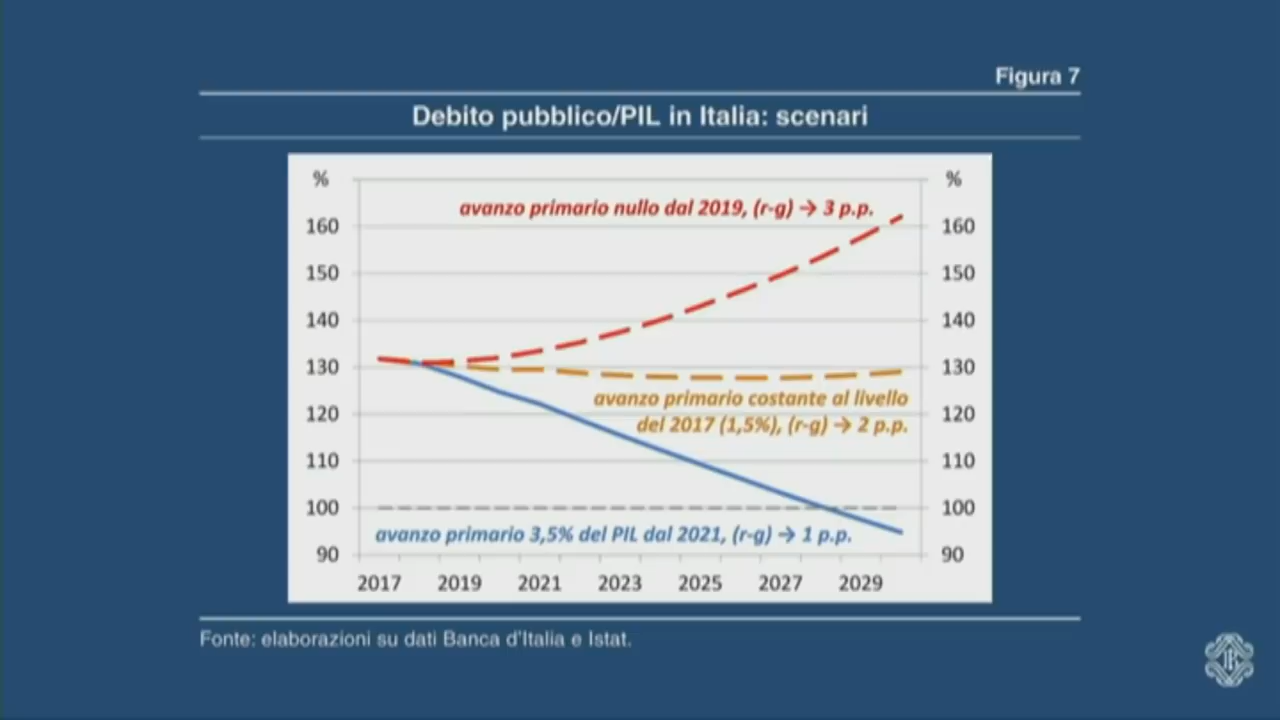 Figura 7
Debito pubblico/PIL in Italia: scenari
% %
avanzo primario nullo dal 2019, (r-g) → 3 p.p.
160 160
150 150
140 140
130 130
avanzo primario costante al livello
del 2017 (1,5%), (r-g) → 2 p.p.
120 120
110 110
100 100
avanzo primario 3,5% del PIL dal 2021, (r-g) → 1 p.p.
90 90
2017 2019 2021 2023 2025 2027 2029
Fonte: elaborazioni su dati Banca d'Italia e Istat.